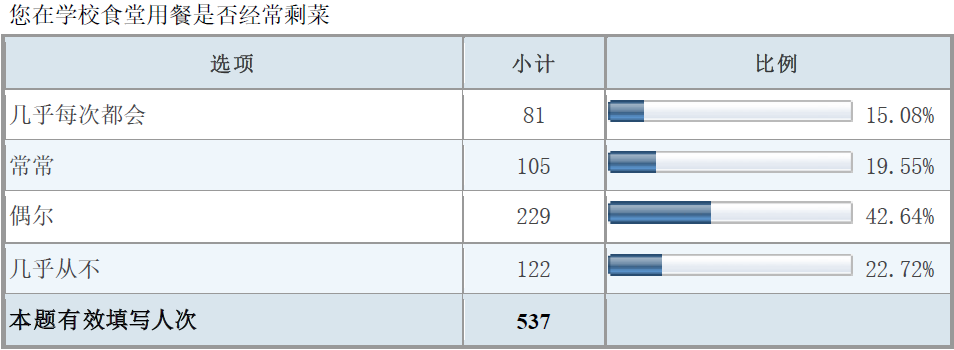 您在学校食堂用餐是否经常剩菜
选项 小计 比例
几乎每次都会 81 15.08%
常常 105 19.55%
偶尔 229 42.64%
几乎从不 122 22.72%
本题有效填写人次 537